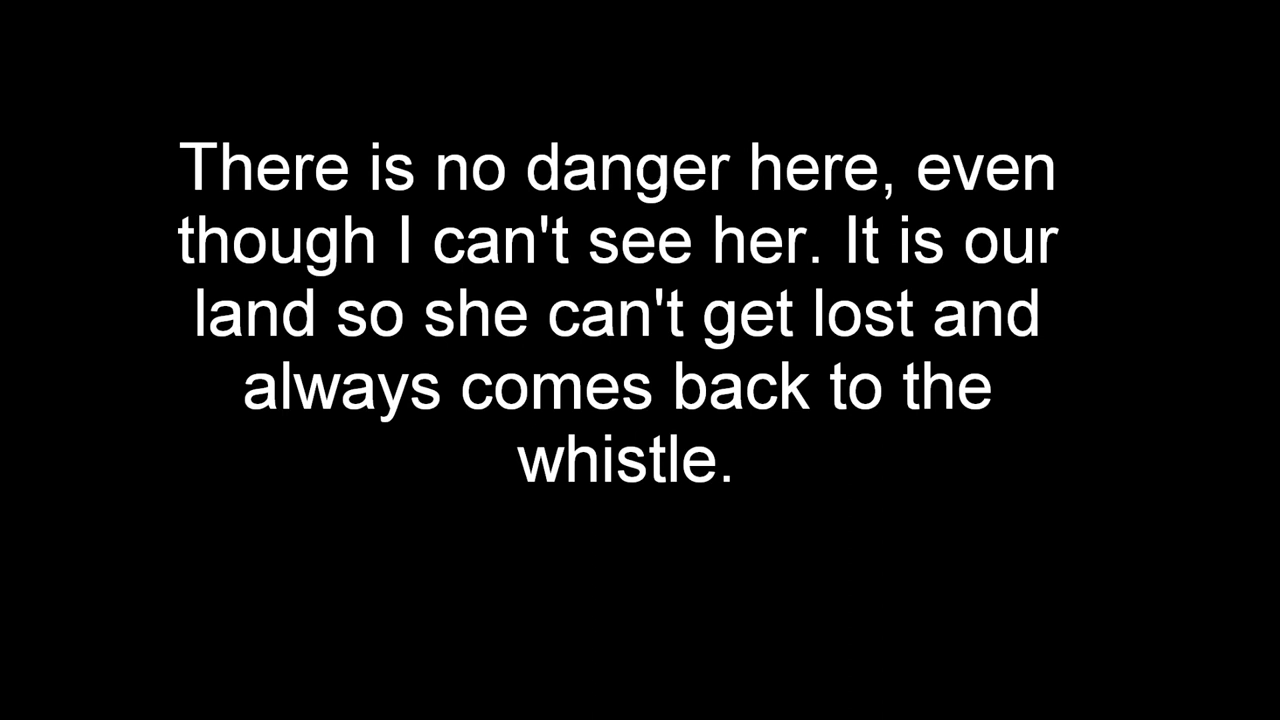 There is no danger here, even
though I can't see her. It is our
land so she can't get lost and
always comes back to the
whistle.